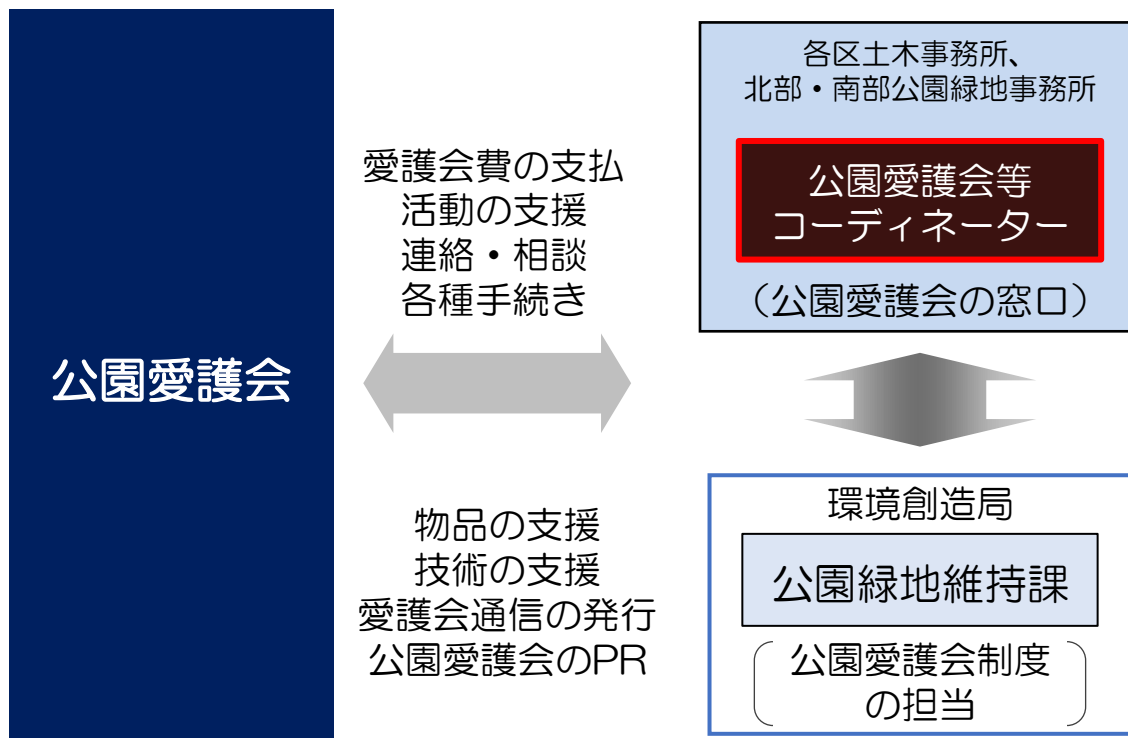 公園愛護会
愛護会費の支払
活動の支援
連絡・相談
各種手続き
物品の支援
技術の支援
愛護会通信の発行
公園愛護会のPR
各区土木事務所、
北部・南部公園緑地事務所
公園愛護会等
コーディネーター
（公園愛護会の窓口）
環境創造局
公園緑地維持課
（公園愛護会制度
の担当）